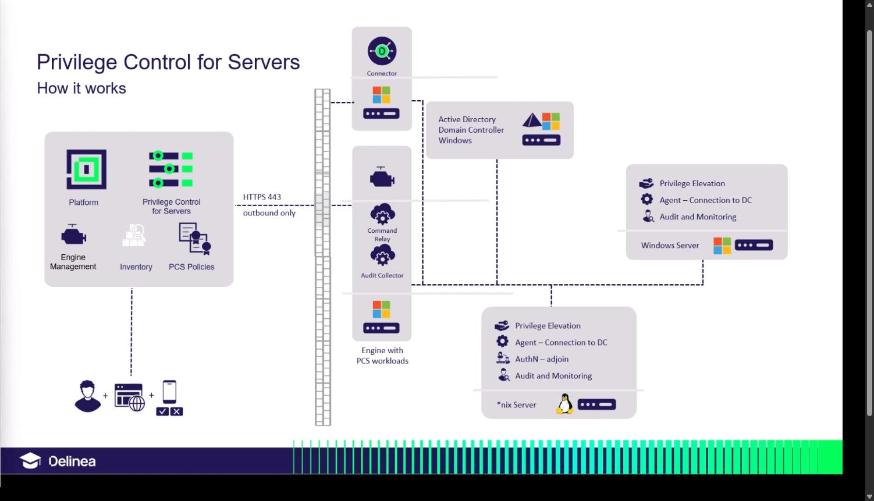 Privilege Control for Servers
How it works
Platform
Privilege Control
for Servers
Engine
Management
Inventory
PCS Policies
HTTPS 443
outbound only
Connector
Command
Relay
Audit Collector
Engine with
PCS workloads
Active Directory
Domain Controller
Windows
Privilege Elevation
Agent – Connection to DC
Audit and Monitoring
Windows Server
Privilege Elevation
Agent – Connection to DC
AuthN – adjoin
Audit and Monitoring
*nix Server
+
+
Delinea